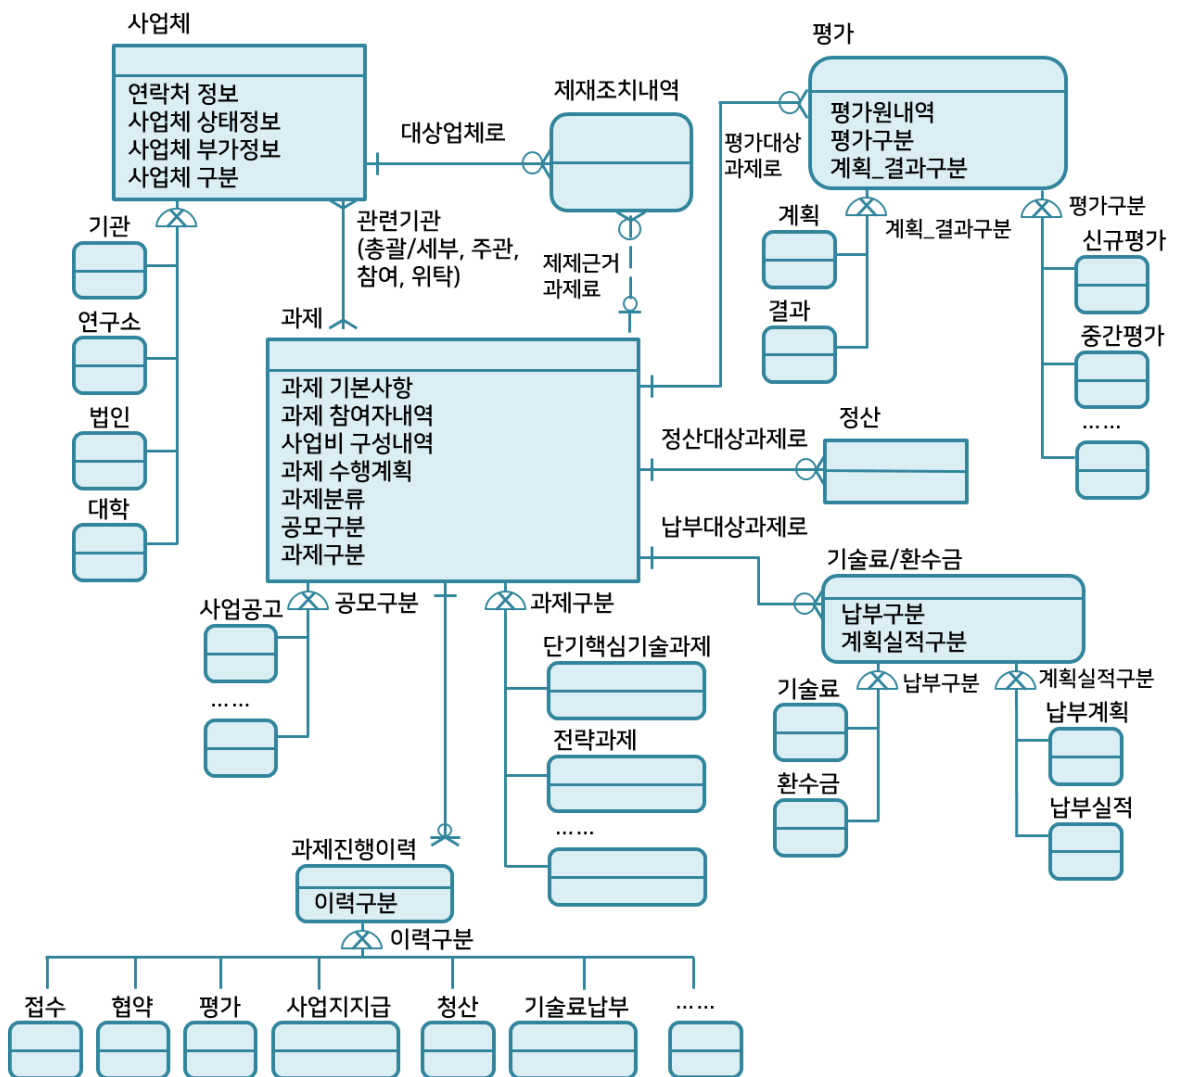 사업체
연락처 정보
사업체 상태정보
사업체 부가정보
사업체 구분
기관
연구소
법인
대학
대상업체로
제재조치내역
관련기관
(총괄/세부, 주관,
참여, 위탁)
제제근거
과제료
평가
평가원내역
평가구분
계획_결과구분
평가대상
과제로
계획
계획_결과구분
결과
평가구분
신규평가
중간평가
……
과제
과제 기본사항
과제 참여자내역
사업비 구성내역
과제 수행계획
과제분류
공모구분
과제구분
정산대상과제로
정산
납부대상과제로
기술료/환수금
납부구분
계획실적구분
기술료
납부구분
환수금
계획실적구분
납부계획
납부실적
사업공고
공모구분
……
과제구분
단기핵심기술과제
전략과제
……
과제진행이력
이력구분
이력구분
접수
협약
평가
사업지지급
청산
기술료납부
……